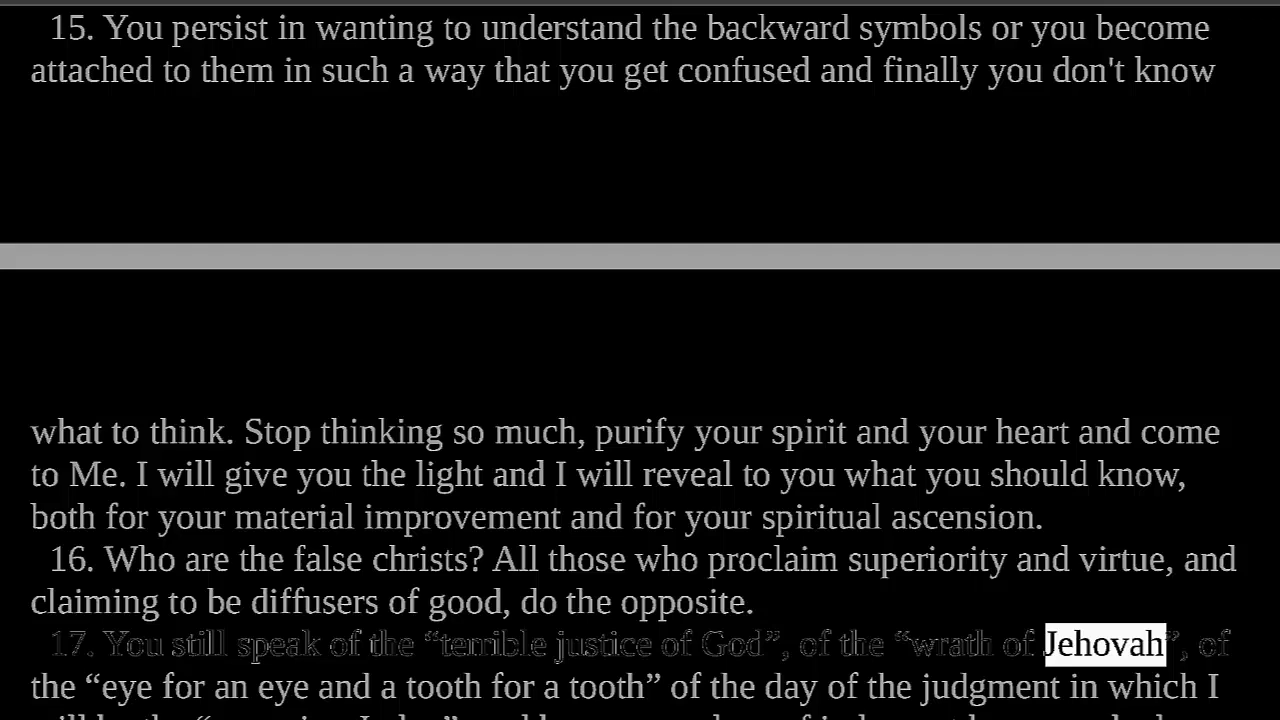 15. You persist in wanting to understand the backward symbols or you become
attached to them in such a way that you get confused and finally you don't know
what to think. Stop thinking so much, purify your spirit and your heart and come
to Me. I will give you the light and I will reveal to you what you should know,
both for your material improvement and for your spiritual ascension.
16. Who are the false christs? All those who proclaim superiority and virtue, and
claiming to be diffusers of good, do the opposite.
17. You still speak of the “terrible justice of God”, of the “wrath of Jehovah”, of
the “eye for an eye and a tooth for a tooth” of the day of the judgment in which I